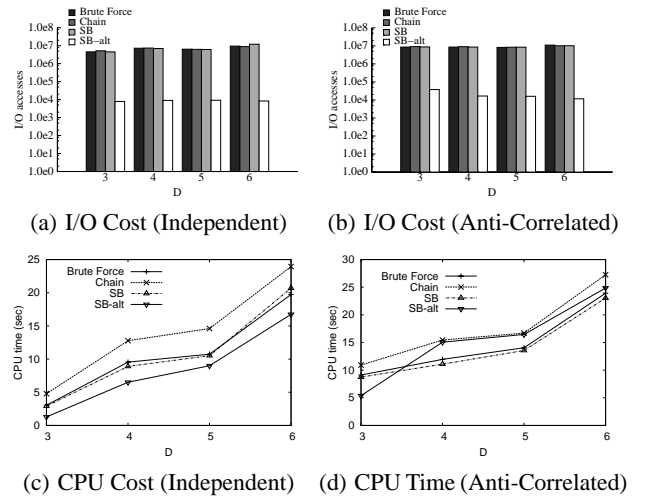 Brute Force
Chain
SB
SB-alt
1.0e8
1.0e7
1.0e6
1.0e5
1.0e4
1.0e3
1.0e2
1.0e1
1.0e0
I/O accesses
3 4 5 6
D
(a) I/O Cost (Independent)
Brute Force
Chain
SB
SB-alt
1.0e8
1.0e7
1.0e6
1.0e5
1.0e4
1.0e3
1.0e2
1.0e1
1.0e0
I/O accesses
3 4 5 6
D
(b) I/O Cost (Anti-Correlated)
Brute Force
Chain
SB
SB-alt
25
20
15
10
5
0
CPU time (sec)
3 4 5 6
D
(c) CPU Cost (Independent)
Brute Force
Chain
SB
SB-alt
30
25
20
15
10
5
0
CPU time (sec)
3 4 5 6
D
(d) CPU Time (Anti-Correlated)